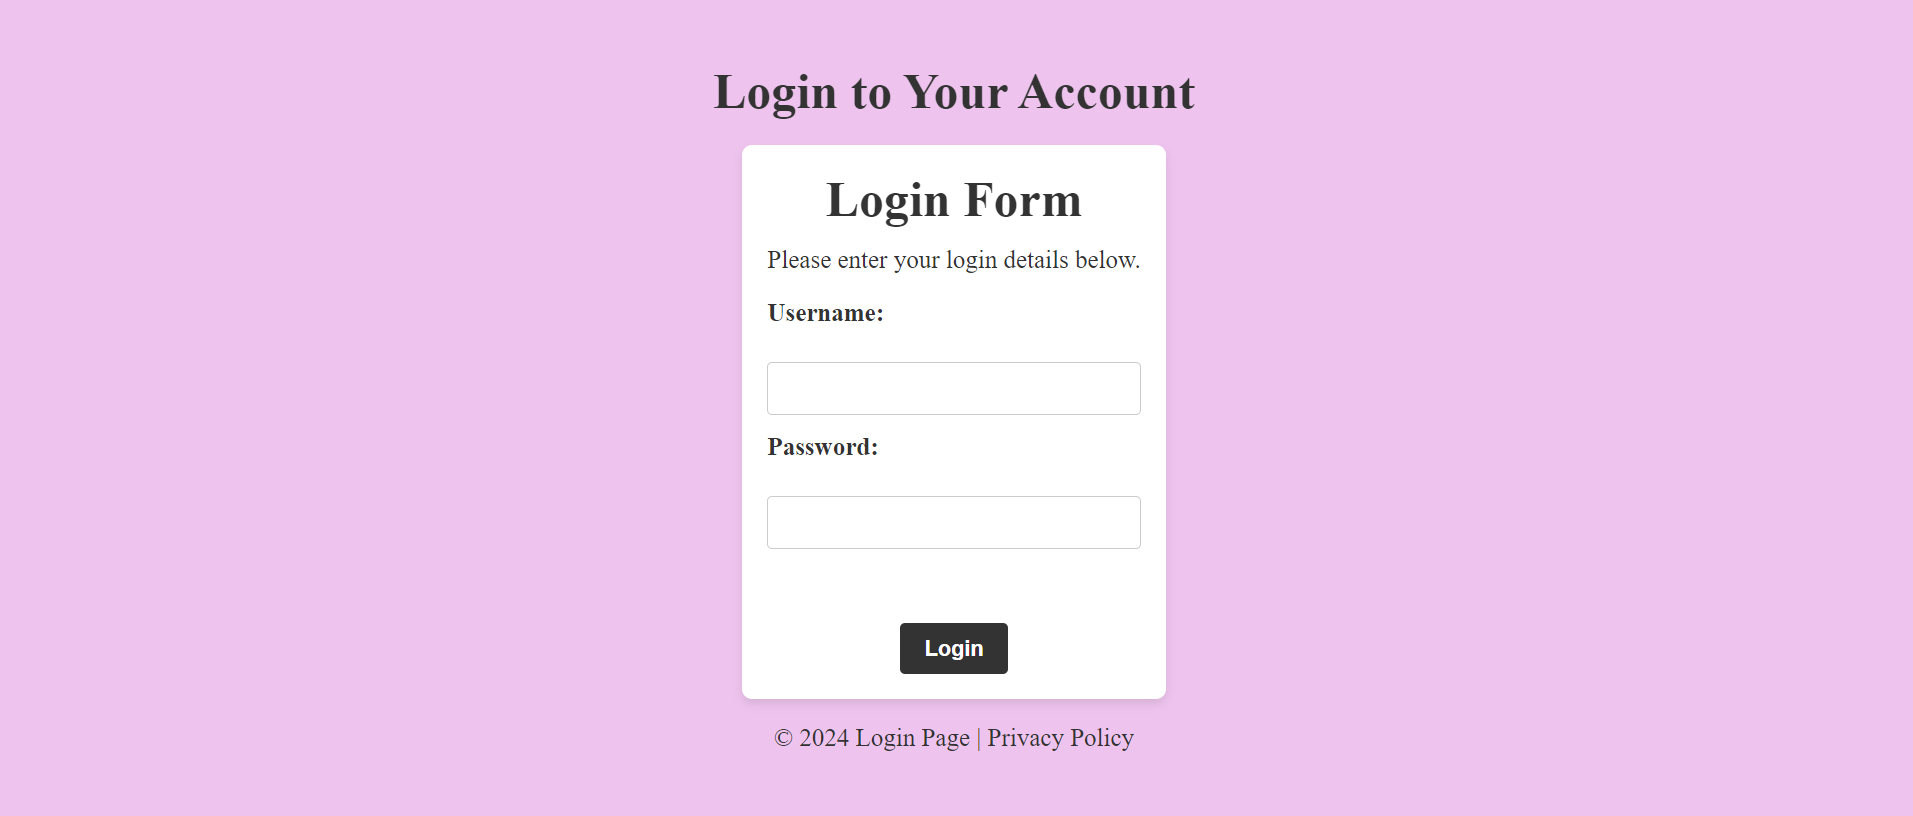 Login to Your Account
Login Form
Please enter your login details below.
Username:
Password:
Login
© 2024 Login Page | Privacy Policy